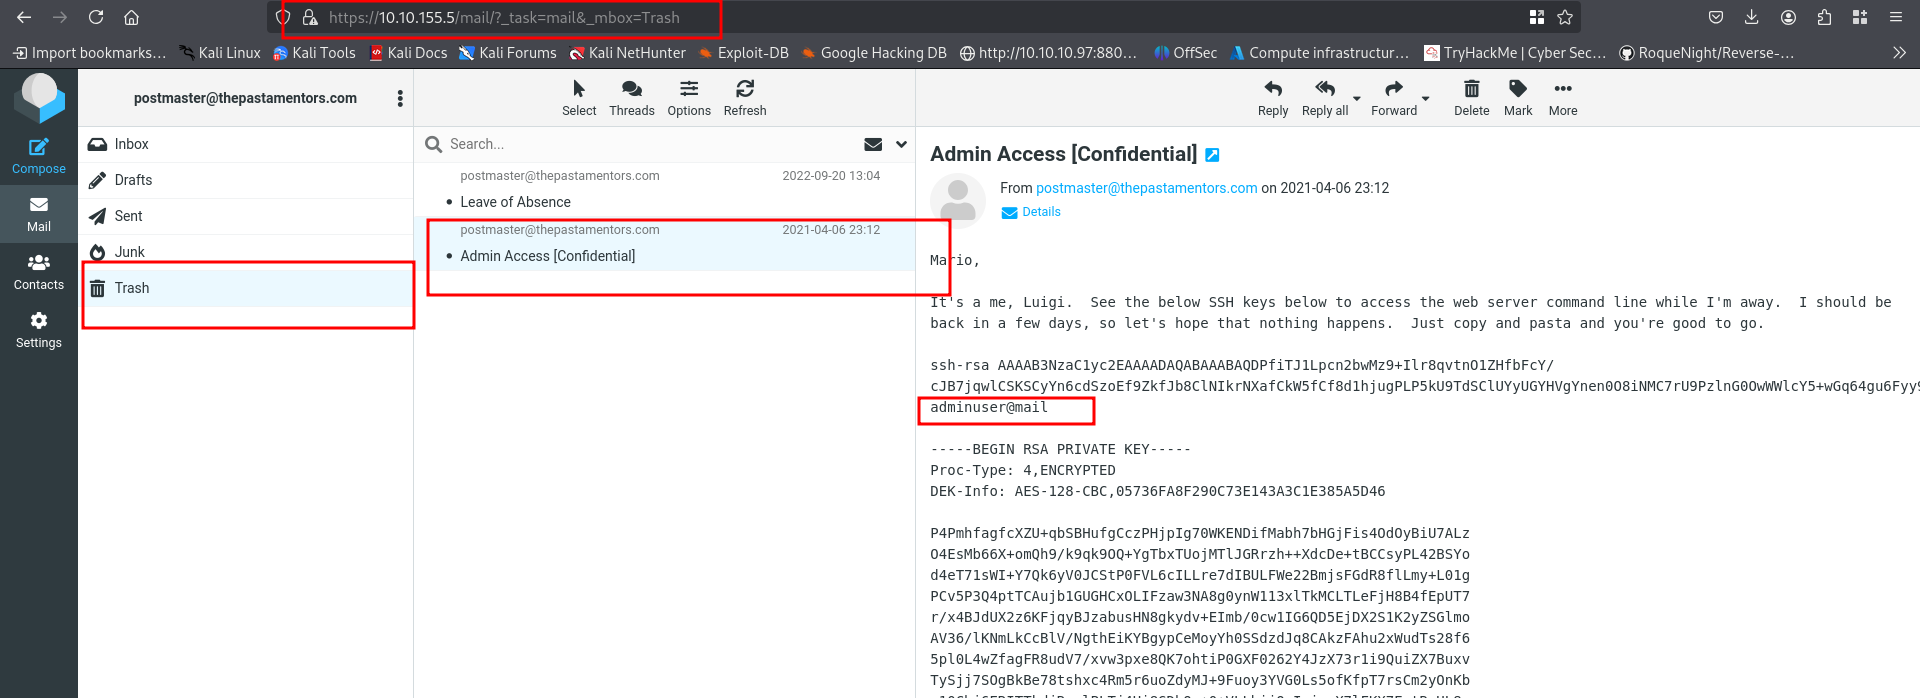 https://10.10.155.5/mail/?_task=mail&_mbox=Trash
Import bookmarks...
Kali Linux
Kali Tools
Kali Docs
Kali Forums
Kali NetHunter
Exploit-DB
Google Hacking DB
http://10.10.10.97:880...
OffSec
Compute infrastructur...
TryHackMe | Cyber Sec...
RoqueNight/Reverse-...
Compose
Mail
Contacts
Settings
postmaster@thepastamentors.com
Inbox
Drafts
Sent
Junk
Trash
Select
Threads
Options
Refresh
Search...
postmaster@thepastamentors.com 2022-09-20 13:04
Leave of Absence
postmaster@thepastamentors.com 2021-04-06 23:12
Admin Access [Confidential]
Reply
Reply all
Forward
Delete
Mark
More
Admin Access [Confidential]
From postmaster@thepastamentors.com on 2021-04-06 23:12
Details
Mario,
It's a me, Luigi.  See the below SSH keys below to access the web server command line while I'm away.  I should be
back in a few days, so let's hope that nothing happens.  Just copy and pasta and you're good to go.
ssh-rsa AAAAB3NzaC1yc2EAAAADAQABAAABAQDPfiTJ1Lpcn2bwMz9+Ilr8qvtnO1ZHfbFcY/
cJB7jqwlCSKSCyYn6cdSzoEf9ZkfJb8ClNIkrNXafCkW5fCf8d1hjugPLP5kU9TdSClUYyUGYHVgYnen0O8iNMC7rU9PzlnG0OwWWlcY5+wGq64gu6Fyy
adminuser@mail
-----BEGIN RSA PRIVATE KEY-----
Proc-Type: 4,ENCRYPTED
DEK-Info: AES-128-CBC,05736FA8F290C73E143A3C1E385A5D46
P4PmhfagfcXZU+qbSBHufgCczPHjpIg70WKENDifMabh7bHGjFis4OdOyBiU7ALz
O4EsMb66X+omQh9/k9qk9OQ+YgTbxTUojMTlJGRrzh++XdcDe+tBCCsyPL42BSYo
d4eT71sWI+Y7Qk6yV0JCStP0FVL6cILLre7dIBULFWe22BmjsFGdR8flLmy+L01g
PCv5P3Q4ptTCAujb1GUGHCxOLIFzaw3NA8g0ynW113xlTkMCLTLeFjH8B4fEpUT7
r/x4BJdUX2z6KFjqyBJzabusHN8gkydv+EImb/0cw1IG6QD5EjDX2S1K2yZSGlmo
AV36/lKNmLkCcBlV/NgthEiKYBgypCeMoyYh0SSdzdJq8CAkzFAhu2xWudTs28f6
5pl0L4wZfagFR8udV7/xvw3pxe8QK7ohtiP0GXF0262Y4JzX73r1i9QuiZX7Buxv
TySjj7SOgBkBe78tshxc4Rm5r6uoZdyMJ+9Fuoy3YVG0Ls5ofKfpT7rsCm2yOnKb